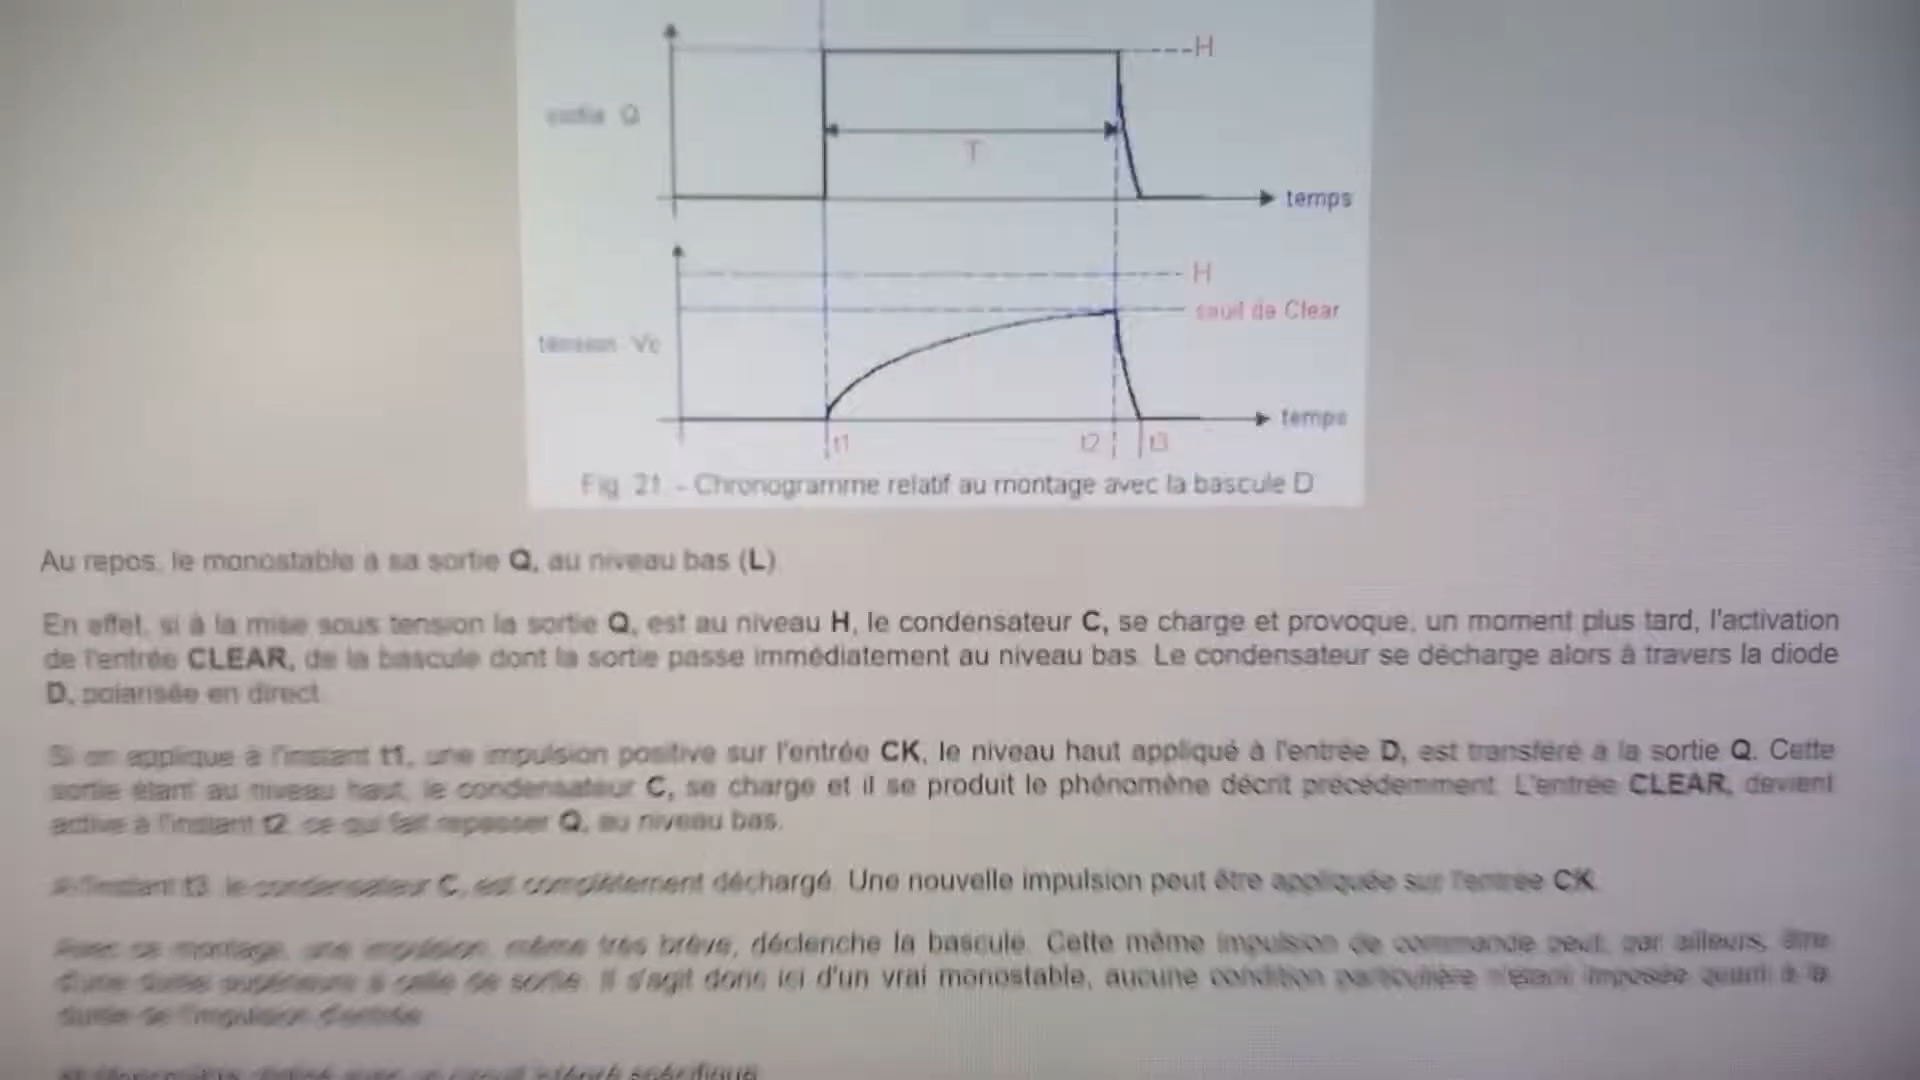 H
sortie Q
T
temps
H
seuil de Clear
tension Vc
temps
t1 t2 t3
Fig. 21 - Chronogramme relatif au montage avec la bascule D
Au repos, le monostable a sa sortie Q, au niveau bas (L).
En effet, si à la mise sous tension la sortie Q, est au niveau H, le condensateur C, se charge et provoque, un moment plus tard, l'activation
de l'entrée CLEAR, de la bascule dont la sortie passe immédiatement au niveau bas. Le condensateur se décharge alors à travers la diode
D, polarisée en direct.
Si on applique à l'instant t1, une impulsion positive sur l'entrée CK, le niveau haut appliqué à l'entrée D, est transféré à la sortie Q. Cette
sortie étant au niveau haut, le condensateur C, se charge et il se produit le phénomène décrit précédemment. L'entrée CLEAR, devient
active à l'instant t2 ce qui fait repasser Q, au niveau bas.
A l'instant t3 le condensateur C, est complètement déchargé. Une nouvelle impulsion peut être appliquée sur l'entrée CK.
Avec ce montage, une impulsion, même très brève, déclenche la bascule. Cette même impulsion de commande peut, par ailleurs, être
d'une durée supérieure à celle de sortie. Il s'agit donc ici d'un vrai monostable, aucune condition particulière n'étant imposée quant à la
durée de l'impulsion d'entrée.